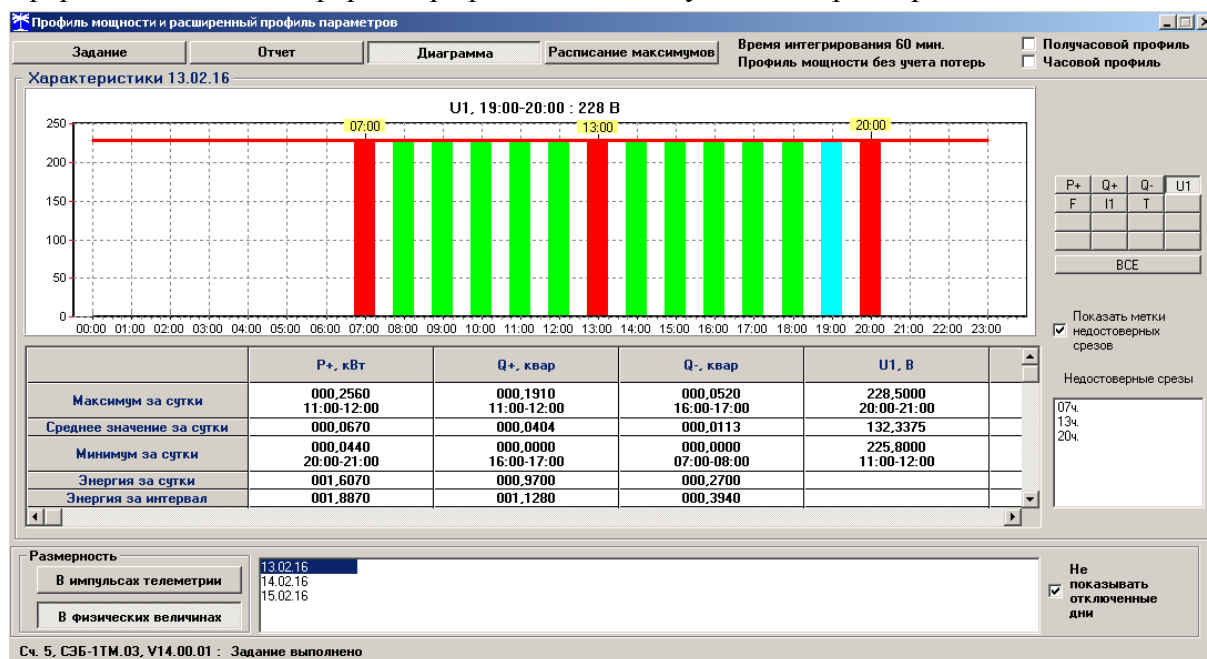 Профиль мощности и расширенный профиль параметров
Задание Отчет Диаграмма Расписание максимумов
Время интегрирования 60 мин.
Профиль мощности без учета потерь
Получасовой профиль
Часовой профиль
Характеристики 13.02.16
U1, 19:00-20:00 : 228 В
07:00 13:00 20:00
250
200
150
100
50
0
00:00 01:00 02:00 03:00 04:00 05:00 06:00 07:00 08:00 09:00 10:00 11:00 12:00 13:00 14:00 15:00 16:00 17:00 18:00 19:00 20:00 21:00 22:00 23:00
P+ Q+ Q- U1
F I1 T
ВСЕ
Показать метки
недостоверных
срезов
Недостоверные срезы
07ч.
13ч.
20ч.
P+, кВт Q+, квар Q-, квар U1, В
Максимум за сутки 000,2560 000,1910 000,0520 228,5000
11:00-12:00 11:00-12:00 16:00-17:00 20:00-21:00
Среднее значение за сутки 000,0670 000,0404 000,0113 132,3375
Минимум за сутки 000,0440 000,0000 000,0000 225,8000
20:00-21:00 16:00-17:00 07:00-08:00 11:00-12:00
Энергия за сутки 001,6070 000,9700 000,2700
Энергия за интервал 001,8870 001,1280 000,3940
Размерность
В импульсах телеметрии
В физических величинах
13.02.16
14.02.16
15.02.16
Не
показывать
отключенные
дни
Сч. 5, СЭБ-1ТМ.03, V14.00.01 : Задание выполнено